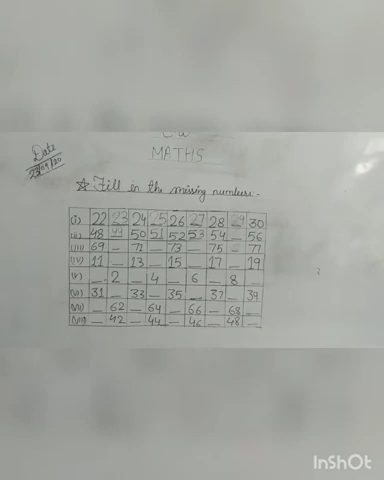 C.W
MATHS
Date
23/09/20
☆ Fill in the missing numbers.
(i) 22 23 24 25 26 27 28 29 30
(ii) 48 49 50 51 52 53 54 _ 56
(iii) 69 _ 71 _ 73 _ 75 _ 77
(iv) 11 _ 13 _ 15 _ 17 _ 19
(v) _ 2 _ 4 _ 6 _ 8 _
(vi) 31 _ 33 _ 35 _ 37 _ 39
(vii) _ 62 _ 64 _ 66 _ 68 _
(viii) _ 42 _ 44 _ 46 _ 48 _
InShOt